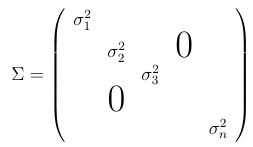 Σ = ( σ₁²
σ₂² 0
σ₃²
0
σₙ² )